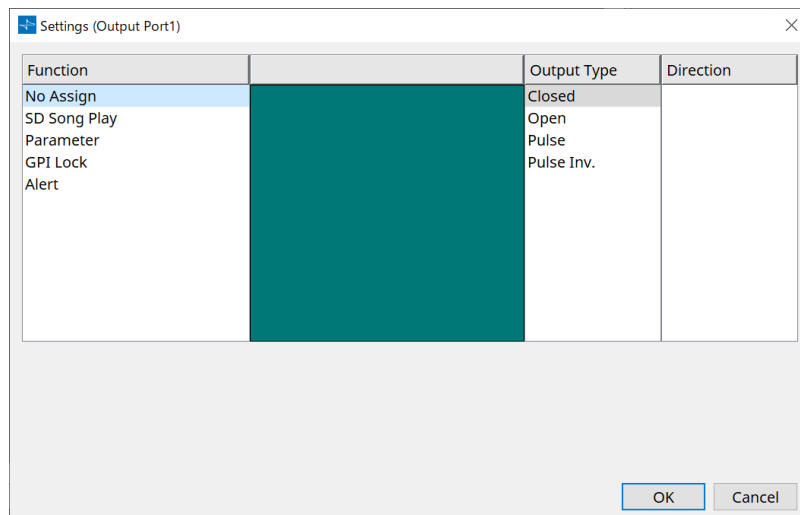 Settings (Output Port1)
Function Output Type Direction
No Assign Closed
SD Song Play Open
Parameter Pulse
GPI Lock Pulse Inv.
Alert
OK Cancel